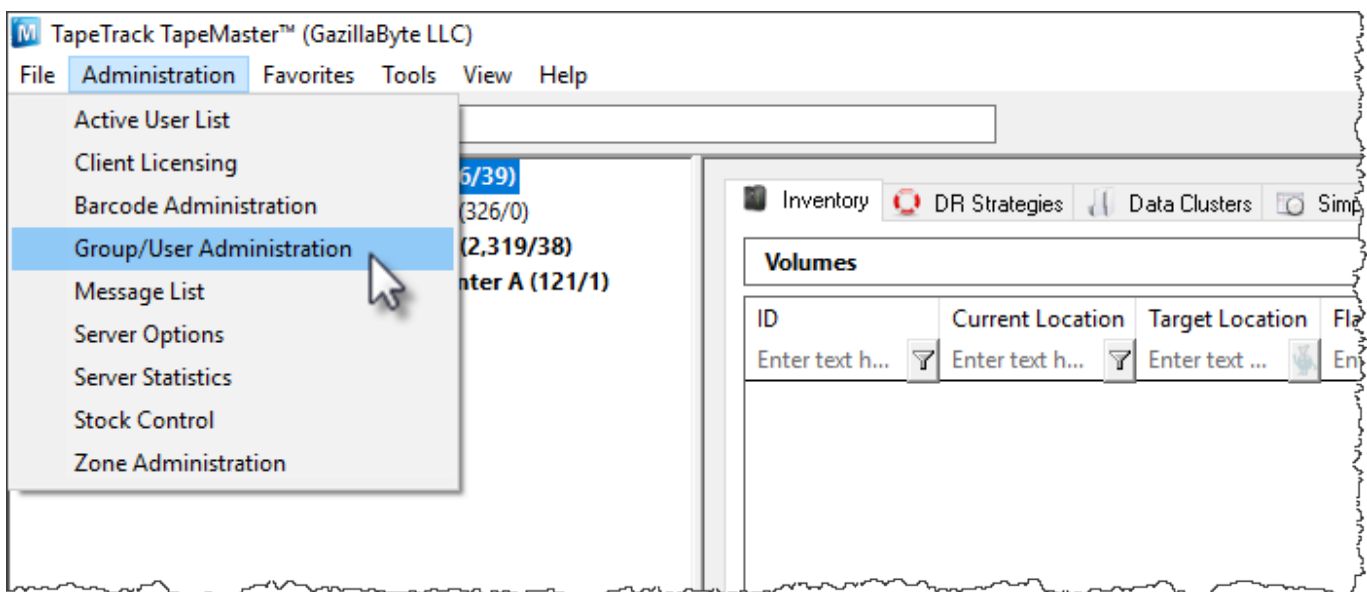 TapeTrack TapeMaster™ (GazillaByte LLC)
File Administration Favorites Tools View Help
Active User List
Client Licensing
Barcode Administration
Group/User Administration
Message List
Server Options
Server Statistics
Stock Control
Zone Administration
6/39)
(326/0)
(2,319/38)
nter A (121/1)
Inventory DR Strategies Data Clusters Simp
Volumes
ID Current Location Target Location Fla
Enter text h... Enter text h... Enter text ... En